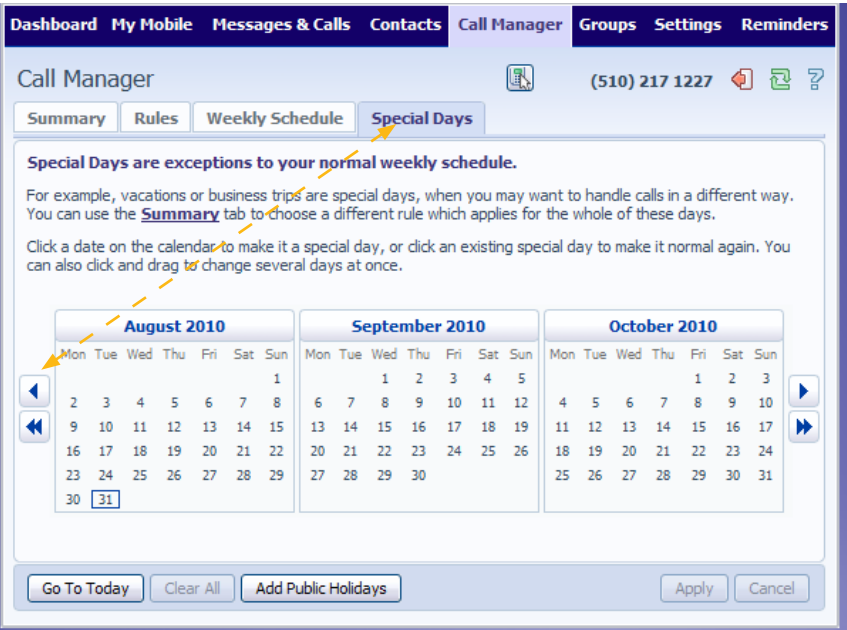 Dashboard My Mobile Messages & Calls Contacts Call Manager Groups Settings Reminders
Call Manager (510) 217 1227
Summary Rules Weekly Schedule Special Days
Special Days are exceptions to your normal weekly schedule.
For example, vacations or business trips are special days, when you may want to handle calls in a different way.
You can use the Summary tab to choose a different rule which applies for the whole of these days.
Click a date on the calendar to make it a special day, or click an existing special day to make it normal again. You
can also click and drag to change several days at once.
August 2010
Mon Tue Wed Thu Fri Sat Sun
1
2 3 4 5 6 7 8
9 10 11 12 13 14 15
16 17 18 19 20 21 22
23 24 25 26 27 28 29
30 31
September 2010
Mon Tue Wed Thu Fri Sat Sun
1 2 3 4 5
6 7 8 9 10 11 12
13 14 15 16 17 18 19
20 21 22 23 24 25 26
27 28 29 30
October 2010
Mon Tue Wed Thu Fri Sat Sun
1 2 3
4 5 6 7 8 9 10
11 12 13 14 15 16 17
18 19 20 21 22 23 24
25 26 27 28 29 30 31
Go To Today Clear All Add Public Holidays Apply Cancel